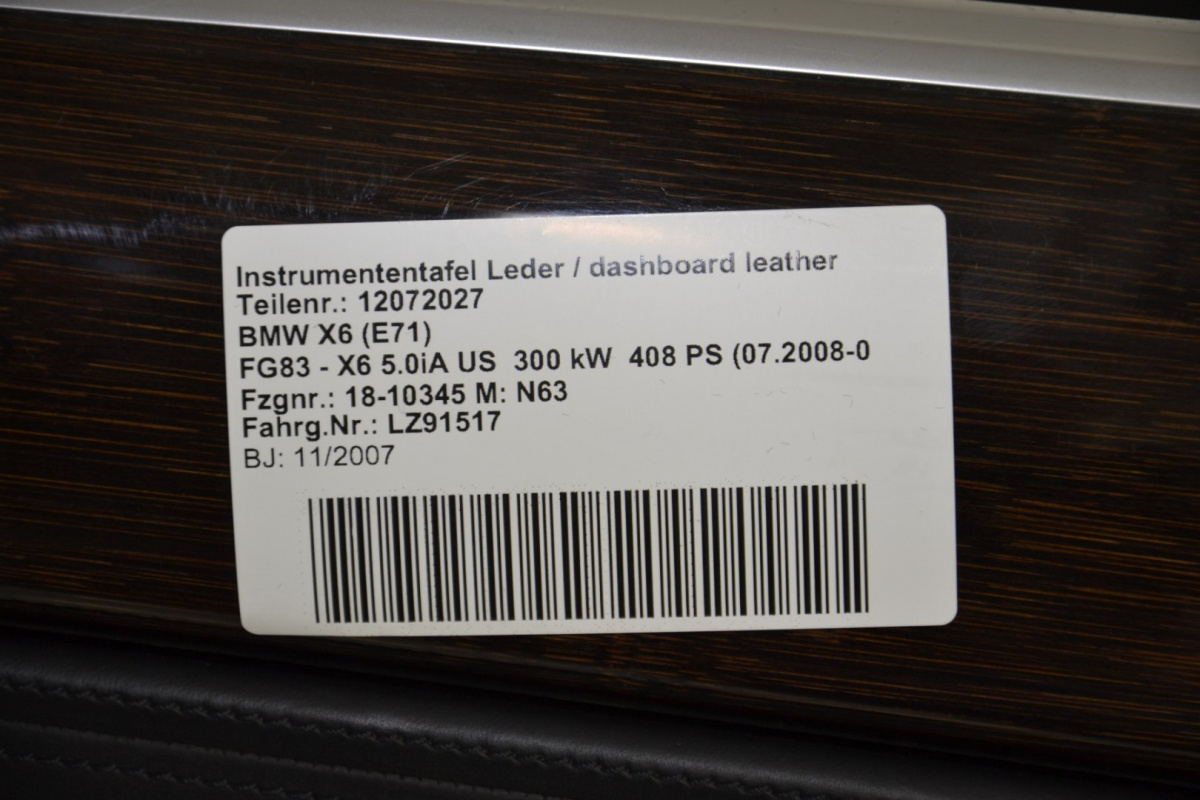 Instrumententafel Leder / dashboard leather
Teilenr.: 12072027
BMW X6 (E71)
FG83 - X6 5.0iA US  300 kW  408 PS (07.2008-0
Fzgnr.: 18-10345 M: N63
Fahrg.Nr.: LZ91517
BJ: 11/2007